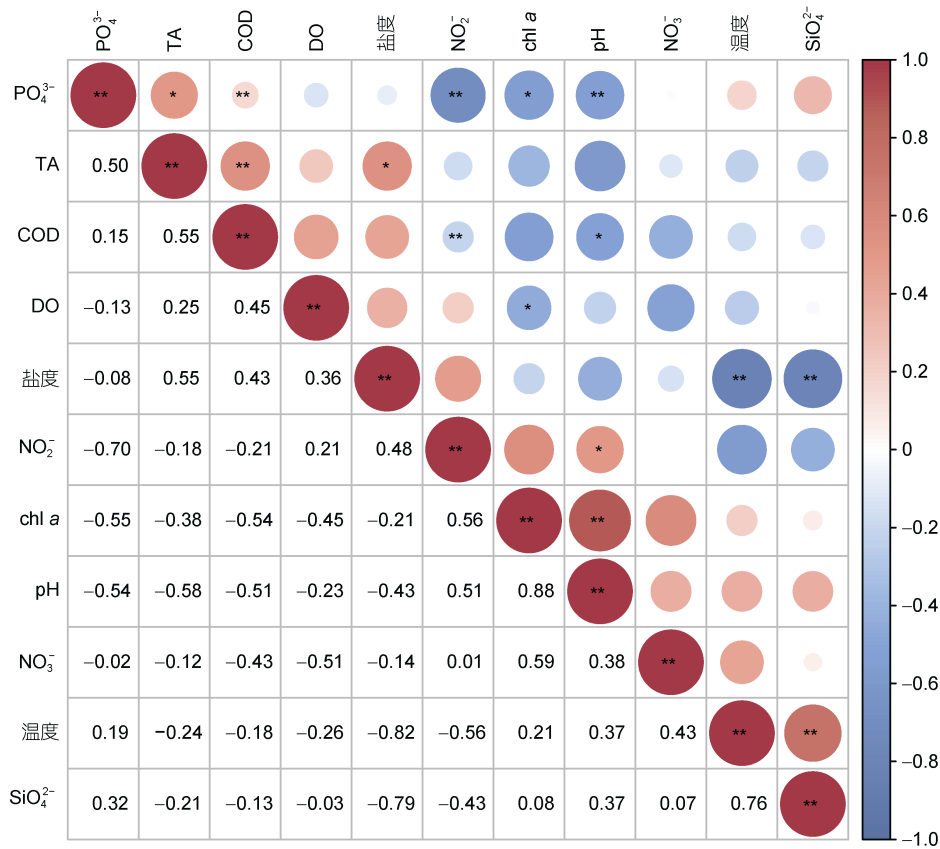 PO₄³⁻ TA COD DO 盐度 NO₂⁻ chl a pH NO₃⁻ 温度 SiO₄²⁻
PO₄³⁻ ** * ** ** * **
TA 0.50 ** ** *
COD 0.15 0.55 ** ** *
DO −0.13 0.25 0.45 ** *
盐度 −0.08 0.55 0.43 0.36 ** ** **
NO₂⁻ −0.70 −0.18 −0.21 0.21 0.48 ** *
chl a −0.55 −0.38 −0.54 −0.45 −0.21 0.56 ** **
pH −0.54 −0.58 −0.51 −0.23 −0.43 0.51 0.88 **
NO₃⁻ −0.02 −0.12 −0.43 −0.51 −0.14 0.01 0.59 0.38 **
温度 0.19 −0.24 −0.18 −0.26 −0.82 −0.56 0.21 0.37 0.43 ** **
SiO₄²⁻ 0.32 −0.21 −0.13 −0.03 −0.79 −0.43 0.08 0.37 0.07 0.76 **
1.0
0.8
0.6
0.4
0.2
0
−0.2
−0.4
−0.6
−0.8
−1.0